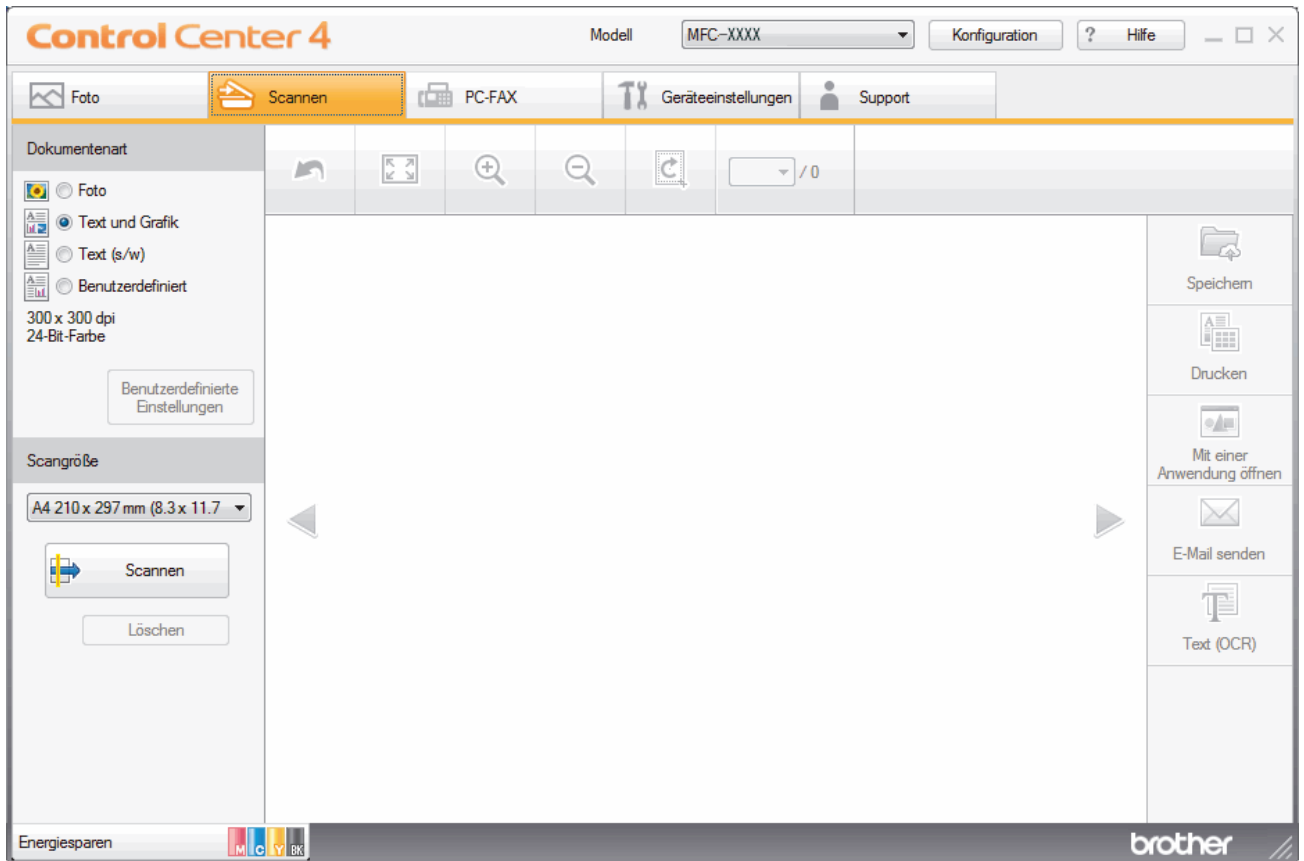 Control Center 4
Modell MFC-XXXX Konfiguration ? Hilfe
Foto Scannen PC-FAX Geräteeinstellungen Support
Dokumentenart
/ 0
Foto
Text und Grafik
Text (s/w)
Benutzerdefiniert
300 x 300 dpi
24-Bit-Farbe
Benutzerdefinierte
Einstellungen
Scangröße
A4 210 x 297 mm (8.3 x 11.7
Scannen
Löschen
Speichern
Drucken
Mit einer
Anwendung öffnen
E-Mail senden
Text (OCR)
Energiesparen
M C Y BK
brother